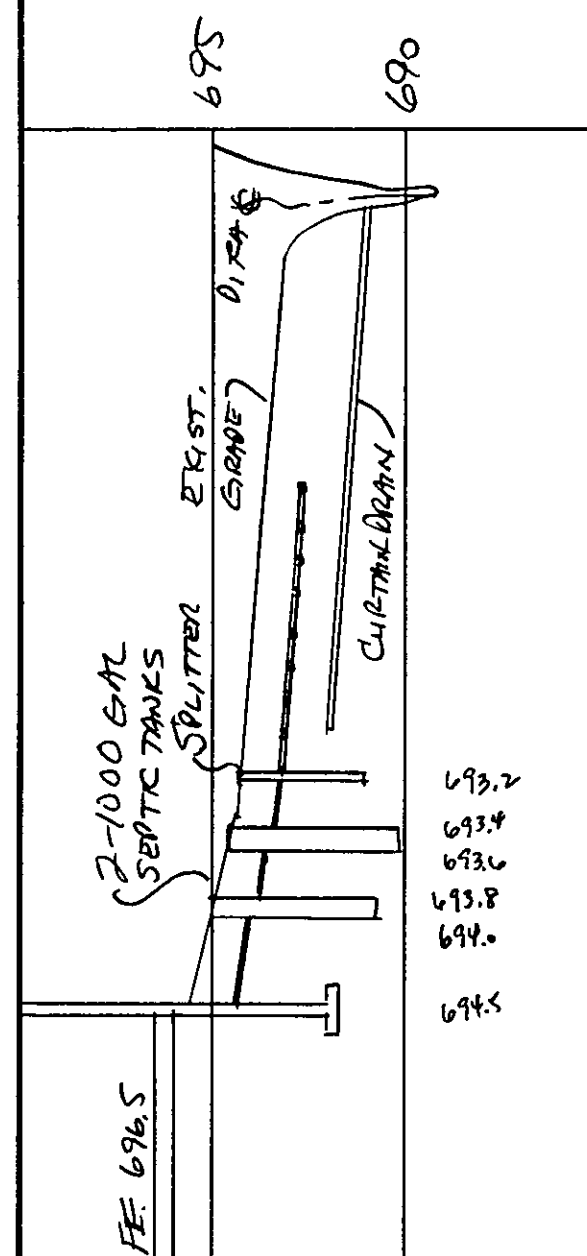 695
690
EXIST.
GRADE
CURTAIN DRAIN
SPLITTER
2-1000 GAL
SEPTIC TANKS
693.2
693.4
693.6
693.8
694.0
694.5
FE. 696.5